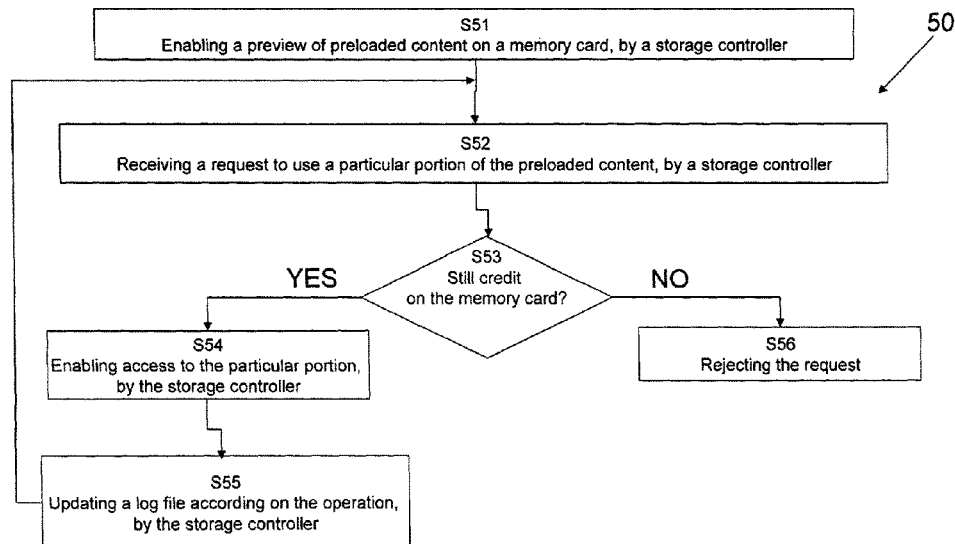 S51
Enabling a preview of preloaded content on a memory card, by a storage controller
50
S52
Receiving a request to use a particular portion of the preloaded content, by a storage controller
S53
Still credit
on the memory card?
YES
NO
S54
Enabling access to the particular portion,
by the storage controller
S56
Rejecting the request
S55
Updating a log file according on the operation,
by the storage controller